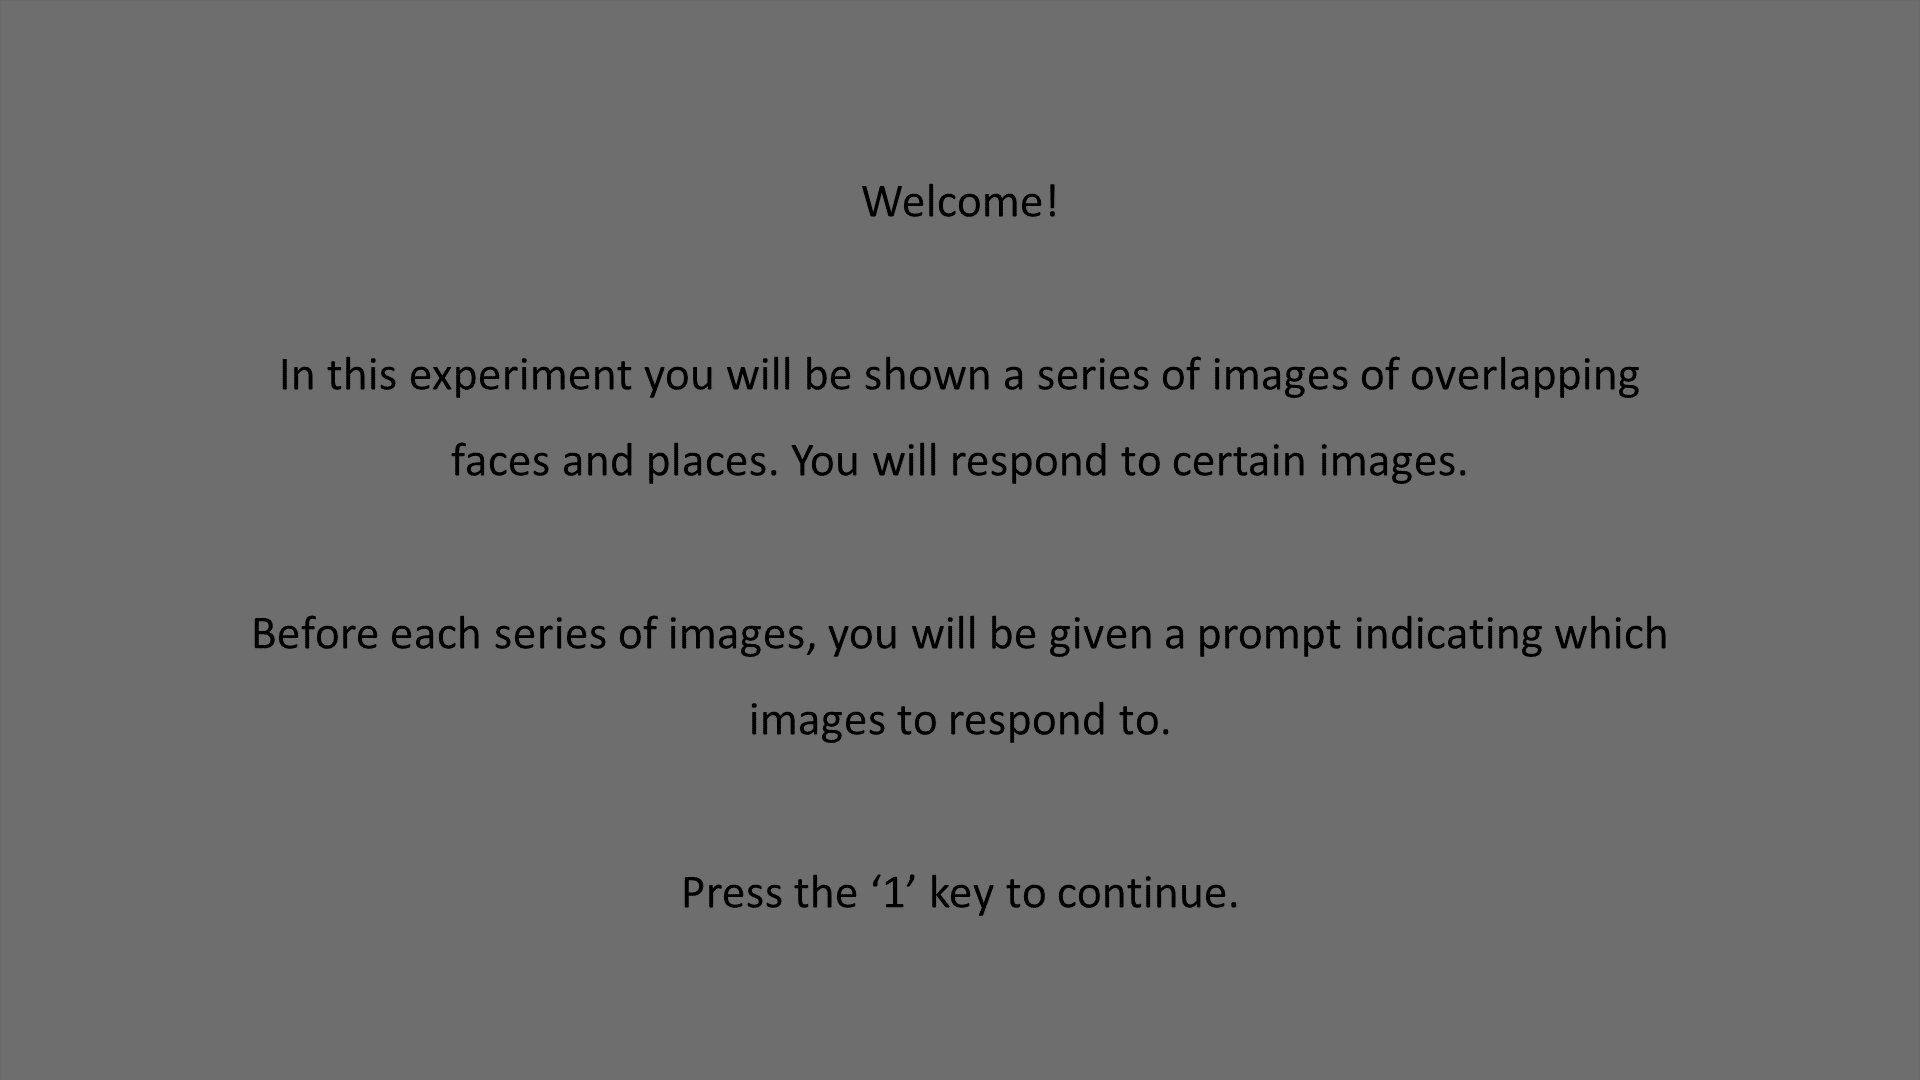 Welcome!
In this experiment you will be shown a series of images of overlapping
faces and places. You will respond to certain images.
Before each series of images, you will be given a prompt indicating which
images to respond to.
Press the ‘1’ key to continue.